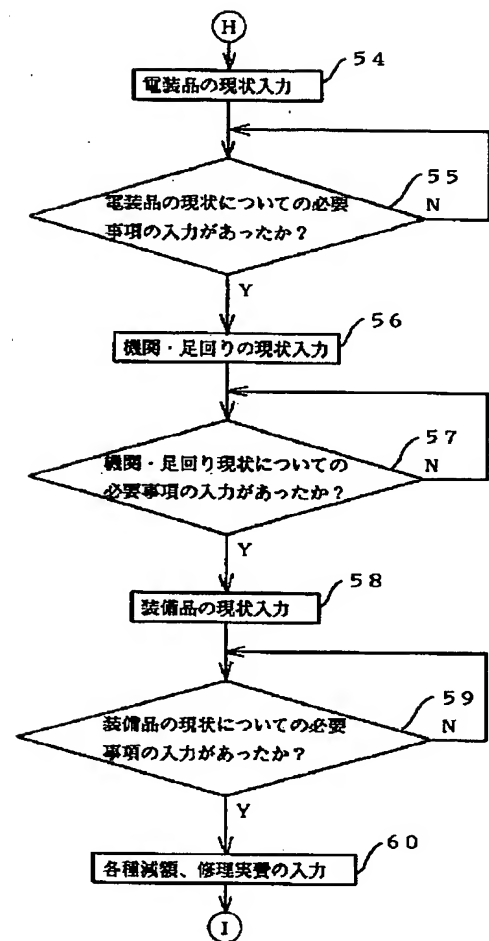 H
54
電装品の現状入力
55
電装品の現状についての必要
事項の入力があったか?
N
Y
56
機関・足回りの現状入力
57
機関・足回り現状についての
必要事項の入力があったか?
N
Y
58
装備品の現状入力
59
装備品の現状についての必要
事項の入力があったか?
N
Y
60
各種減額、修理実費の入力
I